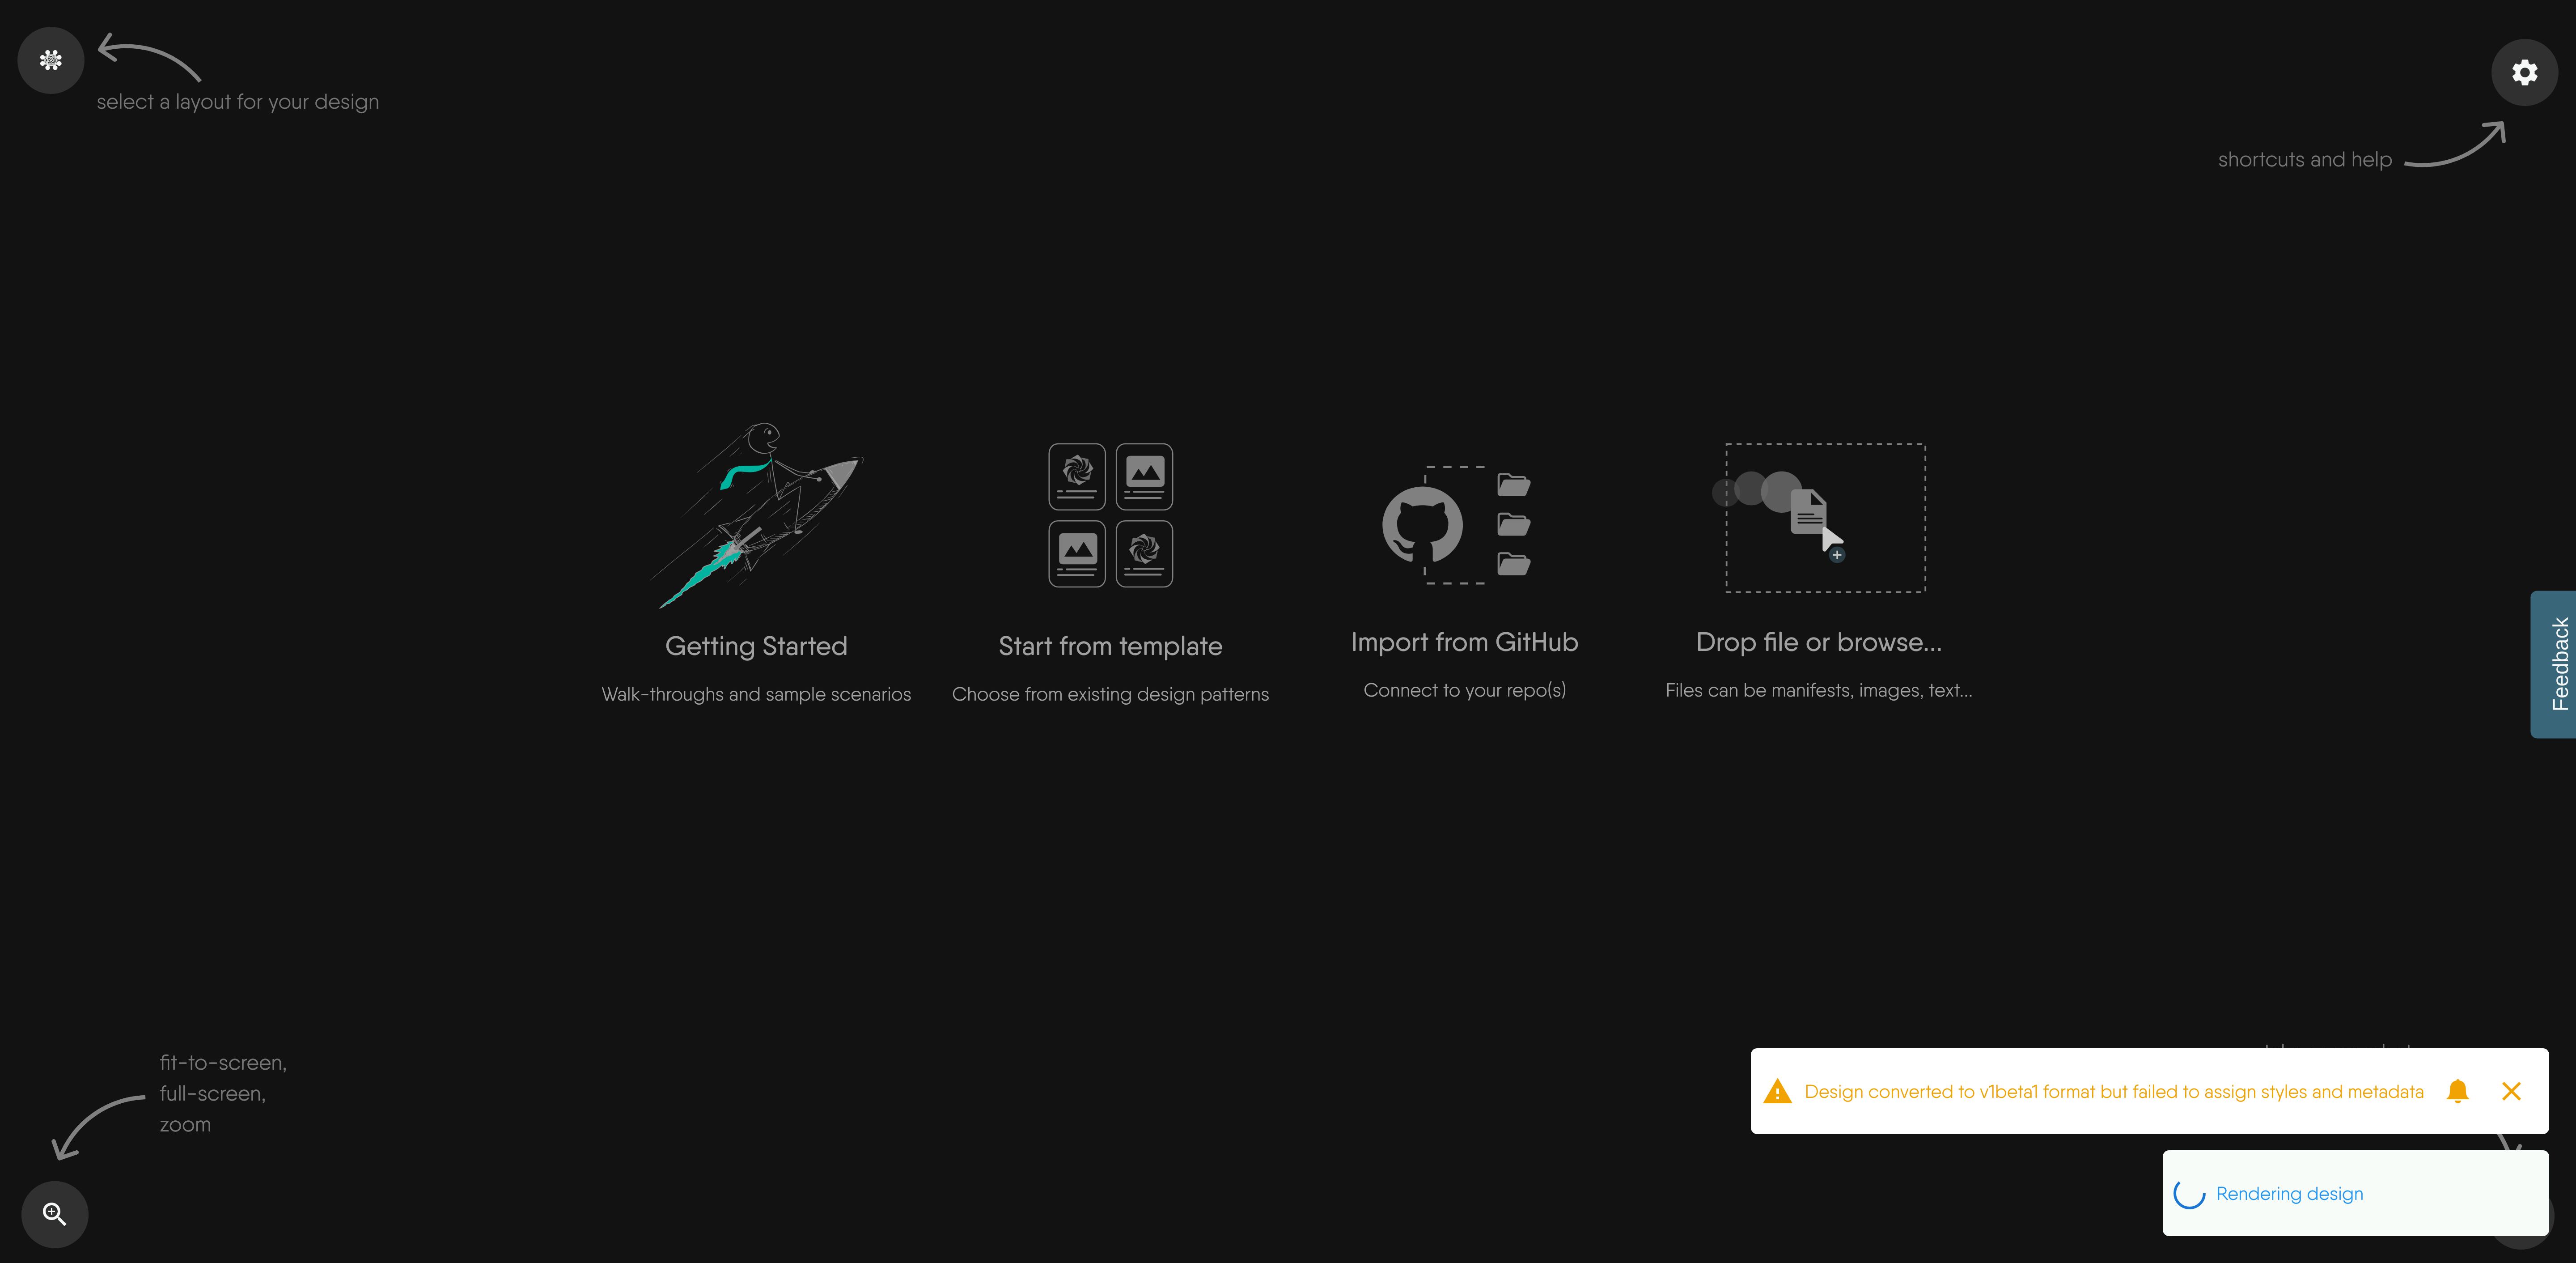 select a layout for your design
shortcuts and help
Getting Started
Walk-throughs and sample scenarios
Start from template
Choose from existing design patterns
Import from GitHub
Connect to your repo(s)
Drop file or browse...
Files can be manifests, images, text...
Feedback
fit-to-screen,
full-screen,
zoom
Design converted to v1beta1 format but failed to assign styles and metadata
Rendering design